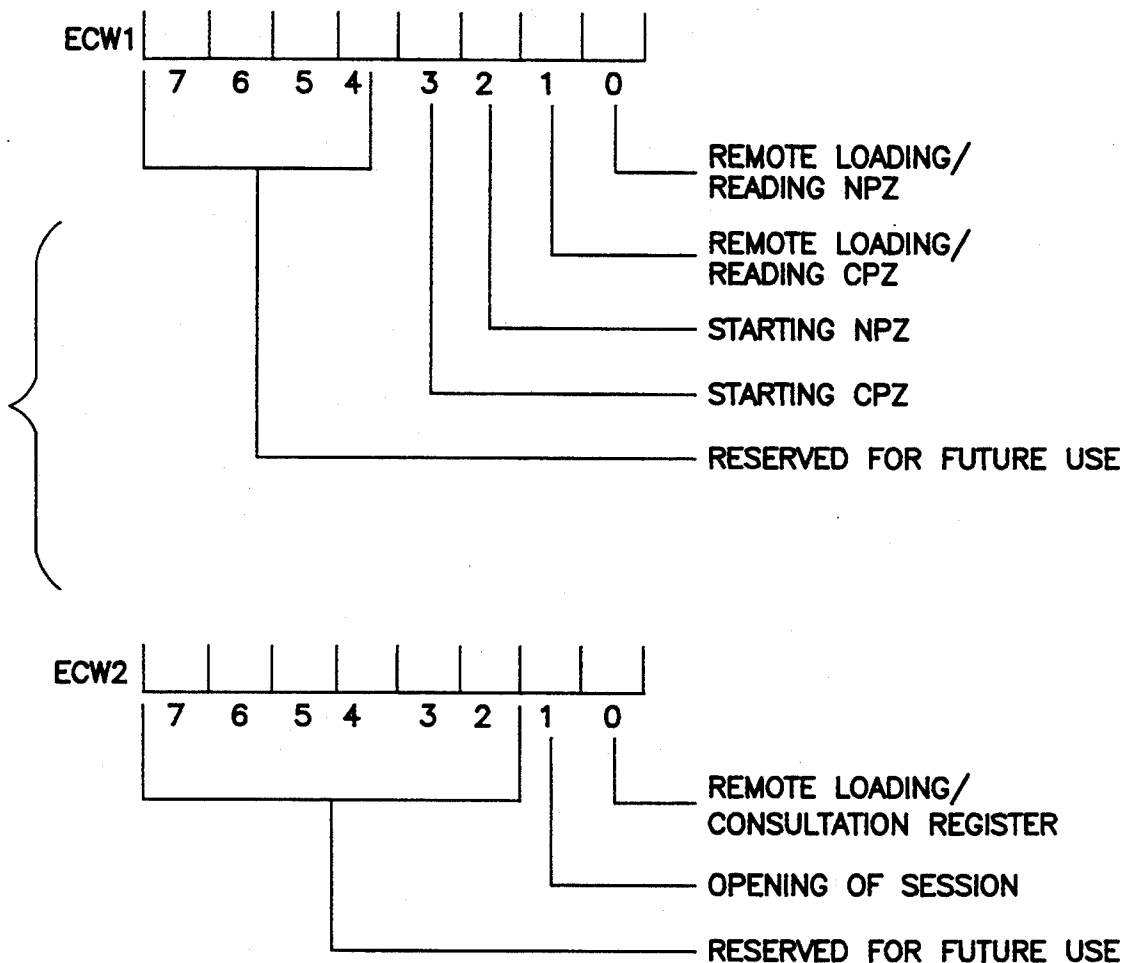 ECW1
7 6 5 4 3 2 1 0
REMOTE LOADING/
READING NPZ
REMOTE LOADING/
READING CPZ
STARTING NPZ
STARTING CPZ
RESERVED FOR FUTURE USE
ECW2
7 6 5 4 3 2 1 0
REMOTE LOADING/
CONSULTATION REGISTER
OPENING OF SESSION
RESERVED FOR FUTURE USE